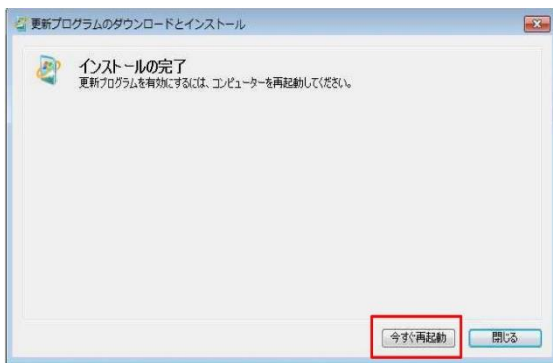 更新プログラムのダウンロードとインストール
インストールの完了
更新プログラムを有効にするには、コンピューターを再起動してください。
今すぐ再起動
閉じる